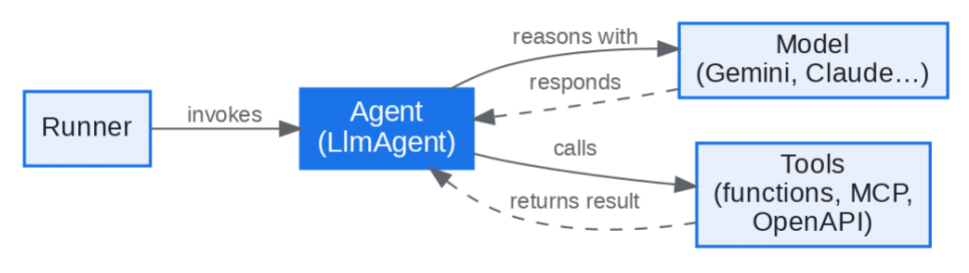 Runner
invokes
Agent
(LlmAgent)
reasons with
responds
Model
(Gemini, Claude…)
calls
returns result
Tools
(functions, MCP,
OpenAPI)